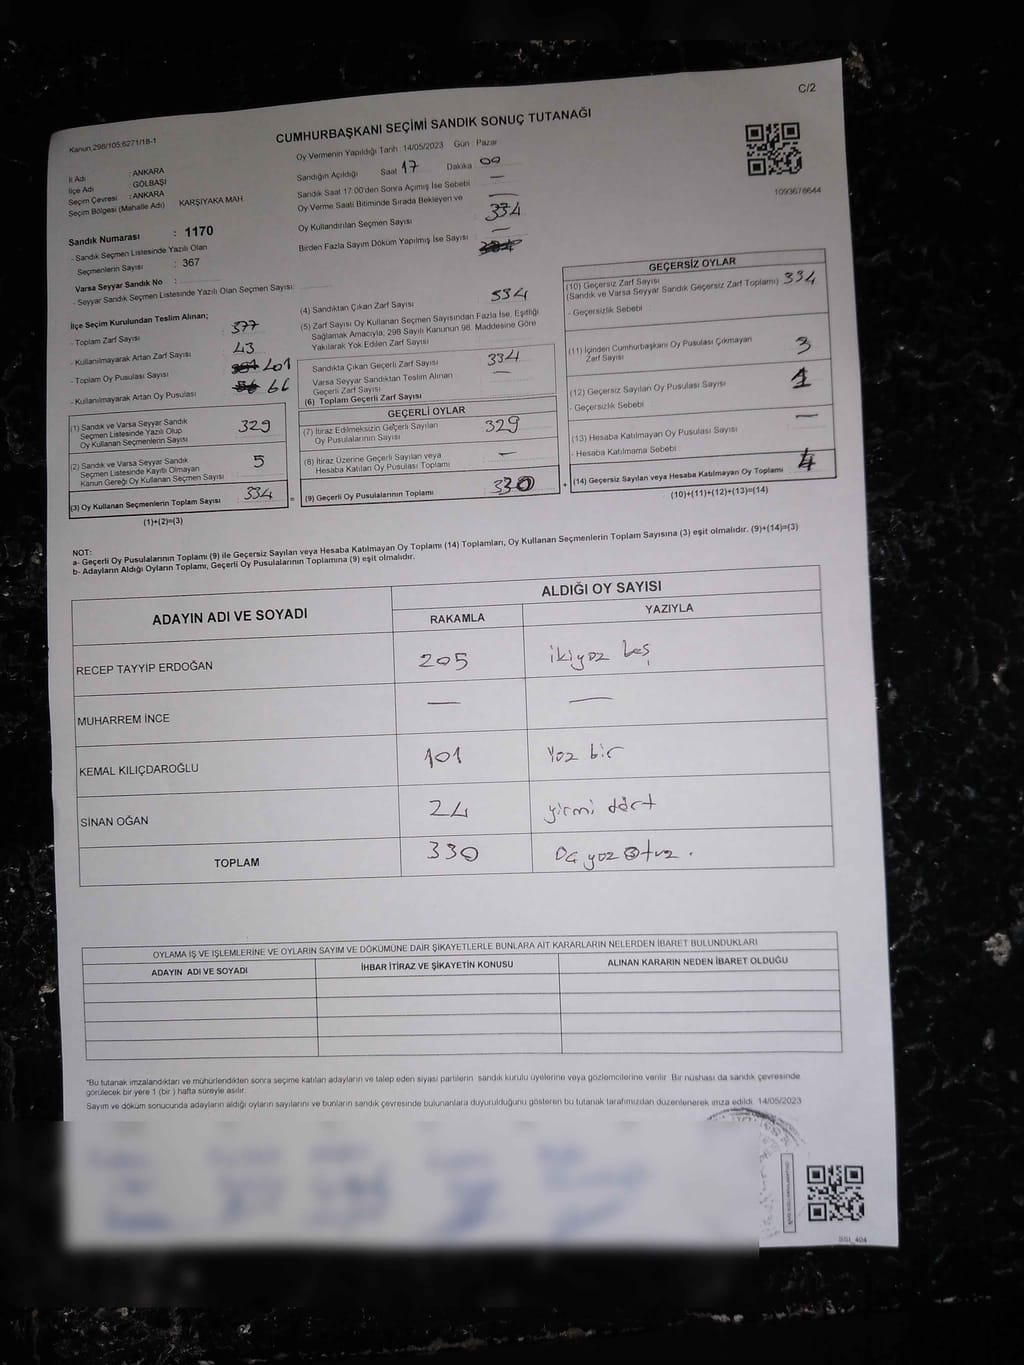 C/2
Kanun 298/105,6271/18-1
CUMHURBAŞKANI SEÇİMİ SANDIK SONUÇ TUTANAĞI
Oy Vermenin Yapıldığı Tarih :14/05/2023 Gün : Pazar
İl Adı : ANKARA
İlçe Adı : GÖLBAŞI
Seçim Çevresi : ANKARA
Seçim Bölgesi (Mahalle Adı) KARŞIYAKA MAH
Sandığın Açıldığı Saat 17 Dakika 00
Sandık Saat 17:00'den Sonra Açımış İse Sebebi —
Oy Verme Saati Bitiminde Sırada Bekleyen ve —
Oy Kullandırılan Seçmen Sayısı 334
Birden Fazla Sayım Döküm Yapılmış İse Sayısı —
1093678644
Sandık Numarası : 1170
- Sandık Seçmen Listesinde Yazılı Olan
Seçmenlerin Sayısı : 367
Varsa Seyyar Sandık No :
- Seyyar Sandık Seçmen Listesinde Yazılı Olan Seçmen Sayısı:
İlçe Seçim Kurulundan Teslim Alınan;
- Toplam Zarf Sayısı 377
- Kullanılmayarak Artan Zarf Sayısı 43
- Toplam Oy Pusulası Sayısı 401
- Kullanılmayarak Artan Oy Pusulası 66
(1) Sandık ve Varsa Seyyar Sandık
Seçmen Listesinde Yazılı Olup
Oy Kullanan Seçmenlerin Sayısı 329
(2) Sandık ve Varsa Seyyar Sandık
Seçmen Listesinde Kayıtlı Olmayan
Kanun Gereği Oy Kullanan Seçmen Sayısı 5
(3) Oy Kullanan Seçmenlerin Toplam Sayısı 334 =
(1)+(2)=(3)
(4) Sandıktan Çıkan Zarf Sayısı 334
(5) Zarf Sayısı Oy Kullanan Seçmen Sayısından Fazla İse, Eşitliği
Sağlamak Amacıyla, 298 Sayılı Kanunun 98. Maddesine Göre
Yakılarak Yok Edilen Zarf Sayısı
Sandıkta Çıkan Geçerli Zarf Sayısı 334
Varsa Seyyar Sandıktan Teslim Alınan —
Geçerli Zarf Sayısı
(6) Toplam Geçerli Zarf Sayısı
GEÇERLİ OYLAR
(7) İtiraz Edilmeksizin Geçerli Sayılan
Oy Pusulalarının Sayısı 329
(8) İtiraz Üzerine Geçerli Sayılan veya
Hesaba Katılan Oy Pusulası Toplamı —
(9) Geçerli Oy Pusulalarının Toplamı 330 +
GEÇERSİZ OYLAR
(10) Geçersiz Zarf Sayısı
(Sandık ve Varsa Seyyar Sandık Geçersiz Zarf Toplamı) 334
- Geçersizlik Sebebi :
(11) İçinden Cumhurbaşkanı Oy Pusulası Çıkmayan
Zarf Sayısı 3
(12) Geçersiz Sayılan Oy Pusulası Sayısı 1
- Geçersizlik Sebebi :
(13) Hesaba Katılmayan Oy Pusulası Sayısı —
- Hesaba Katılmama Sebebi :
(14) Geçersiz Sayılan veya Hesaba Katılmayan Oy Toplamı 4
(10)+(11)+(12)+(13)=(14)
NOT:
a- Geçerli Oy Pusulalarının Toplamı (9) ile Geçersiz Sayılan veya Hesaba Katılmayan Oy Toplamı (14) Toplamları, Oy Kullanan Seçmenlerin Toplam Sayısına (3) eşit olmalıdır. (9)+(14)=(3)
b- Adayların Aldığı Oyların Toplamı, Geçerli Oy Pusulalarının Toplamına (9) eşit olmalıdır.
ADAYIN ADI VE SOYADI
ALDIĞI OY SAYISI
RAKAMLA YAZIYLA
RECEP TAYYİP ERDOĞAN 205 ikiyüz beş
MUHARREM İNCE — —
KEMAL KILIÇDAROĞLU 101 Yüz bir
SİNAN OĞAN 24 yirmi dört
TOPLAM 330 Üç yüz Otuz.
OYLAMA İŞ VE İŞLEMLERİNE VE OYLARIN SAYIM VE DÖKÜMÜNE DAİR ŞİKAYETLERLE BUNLARA AİT KARARLARIN NELERDEN İBARET BULUNDUKLARI
ADAYIN ADI VE SOYADI İHBAR İTİRAZ VE ŞİKAYETİN KONUSU ALINAN KARARIN NEDEN İBARET OLDUĞU
*Bu tutanak imzalandıktan ve mühürlendikten sonra seçime katılan adayların ve talep eden siyasi partilerin sandık kurulu üyelerine veya gözlemcilerine verilir. Bir nüshası da sandık çevresinde
görülecek bir yere 1 (bir ) hafta süreyle asılır.
Sayım ve döküm sonucunda adayların aldığı oyların sayılarını ve bunların sandık çevresinde bulunanlara duyurulduğunu gösteren bu tutanak tarafımızdan düzenlenerek imza edildi. 14/05/2023
SSI_404